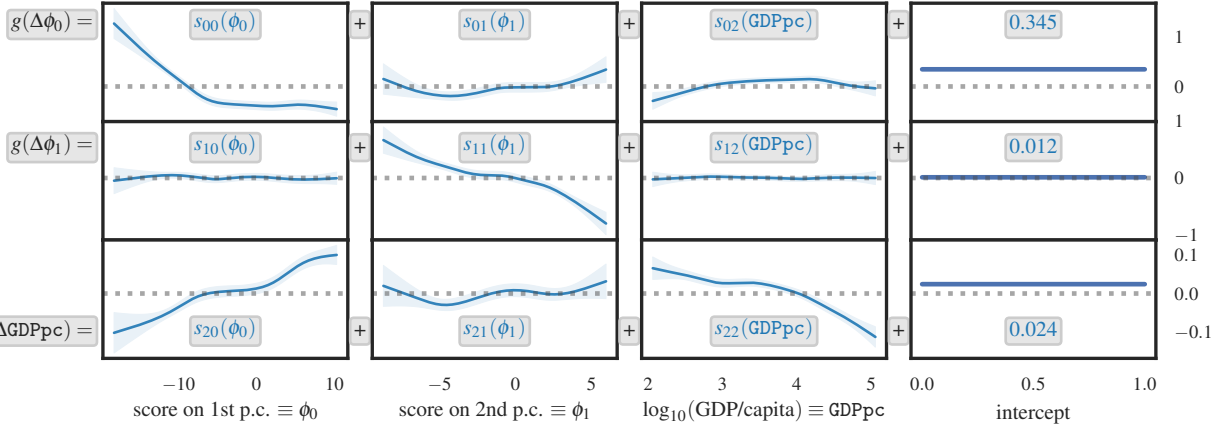 g(Δϕ₀) = s₀₀(ϕ₀) + s₀₁(ϕ₁) + s₀₂(GDPpc) + 0.345
1
0
g(Δϕ₁) = s₁₀(ϕ₀) + s₁₁(ϕ₁) + s₁₂(GDPpc) + 0.012
1
0
−1
ΔGDPpc) = s₂₀(ϕ₀) + s₂₁(ϕ₁) + s₂₂(GDPpc) + 0.024
0.1
0.0
−0.1
−10 0 10 −5 0 5 2 3 4 5 0.0 0.5 1.0
score on 1st p.c. ≡ ϕ₀ score on 2nd p.c. ≡ ϕ₁ log₁₀(GDP/capita) ≡ GDPpc intercept